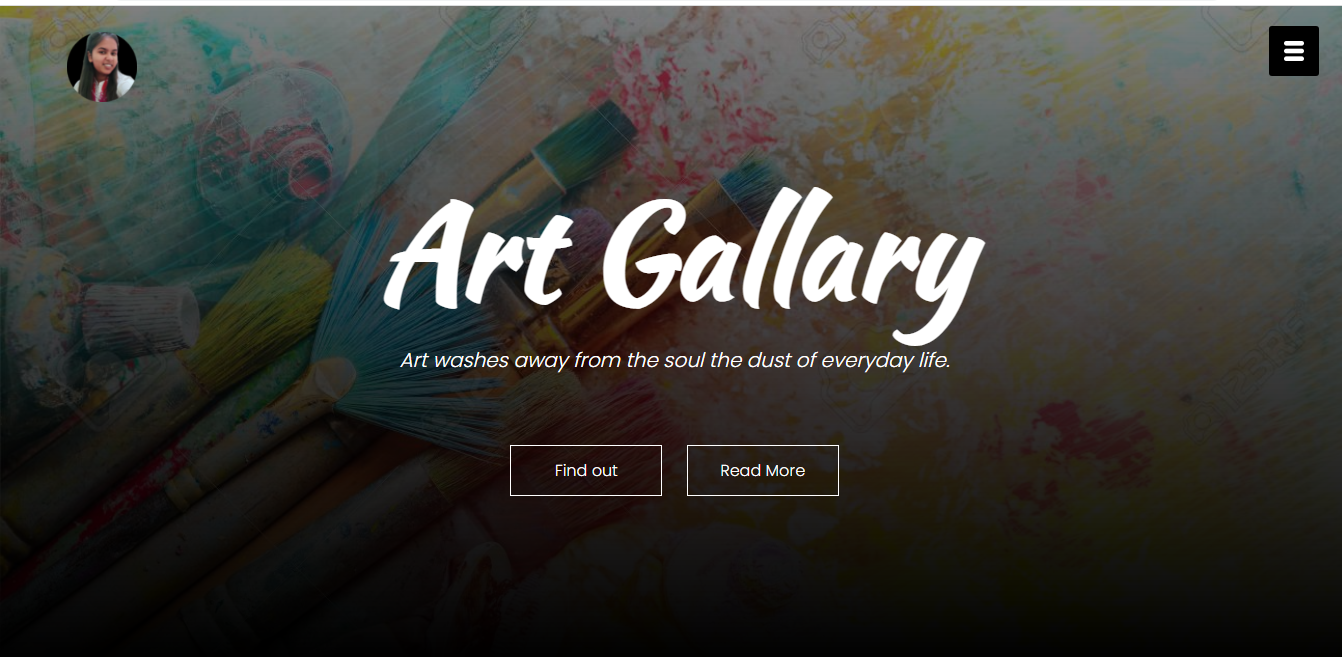 Art Gallary
Art washes away from the soul the dust of everyday life.
Find out
Read More